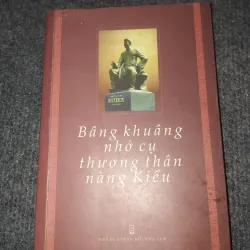 Bâng khuâng
nhớ cụ
thương thân
nàng Kiều